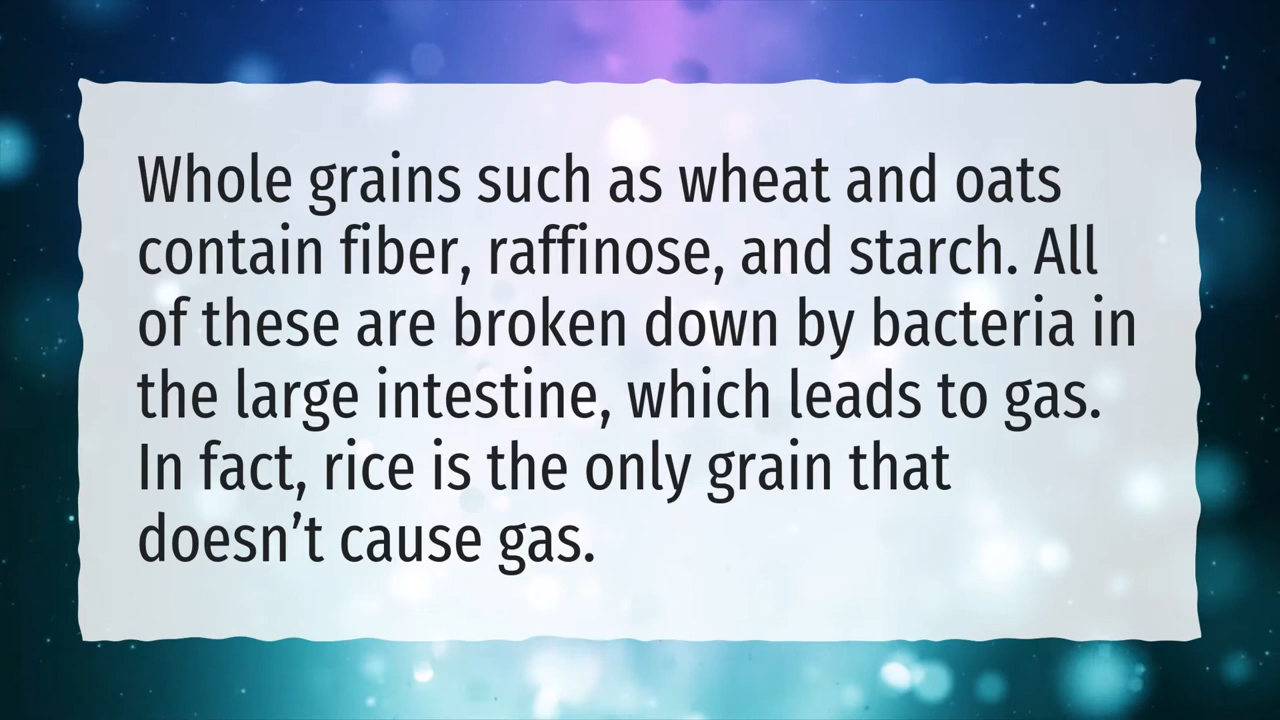 Whole grains such as wheat and oats
contain fiber, raffinose, and starch. All
of these are broken down by bacteria in
the large intestine, which leads to gas.
In fact, rice is the only grain that
doesn’t cause gas.